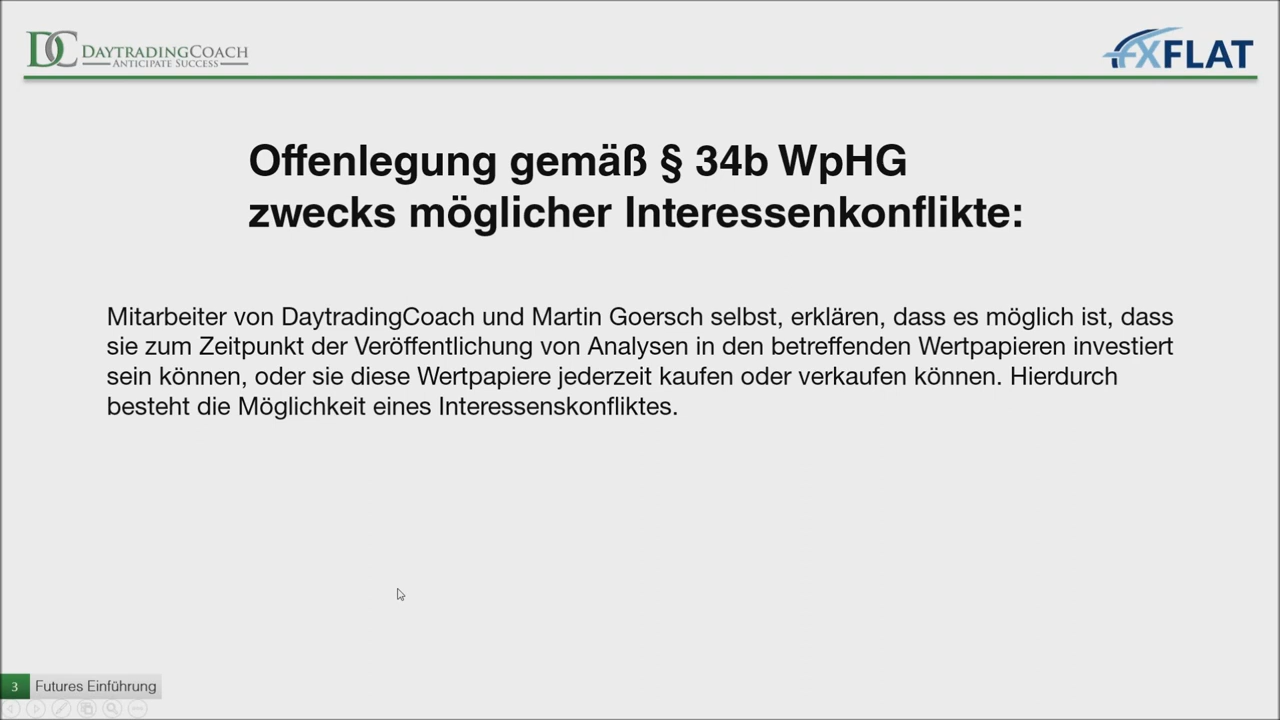 DC DAYTRADINGCOACH
ANTICIPATE SUCCESS
FXFLAT
Offenlegung gemäß § 34b WpHG
zwecks möglicher Interessenkonflikte:
Mitarbeiter von DaytradingCoach und Martin Goersch selbst, erklären, dass es möglich ist, dass
sie zum Zeitpunkt der Veröffentlichung von Analysen in den betreffenden Wertpapieren investiert
sein können, oder sie diese Wertpapiere jederzeit kaufen oder verkaufen können. Hierdurch
besteht die Möglichkeit eines Interessenskonfliktes.
3 Futures Einführung